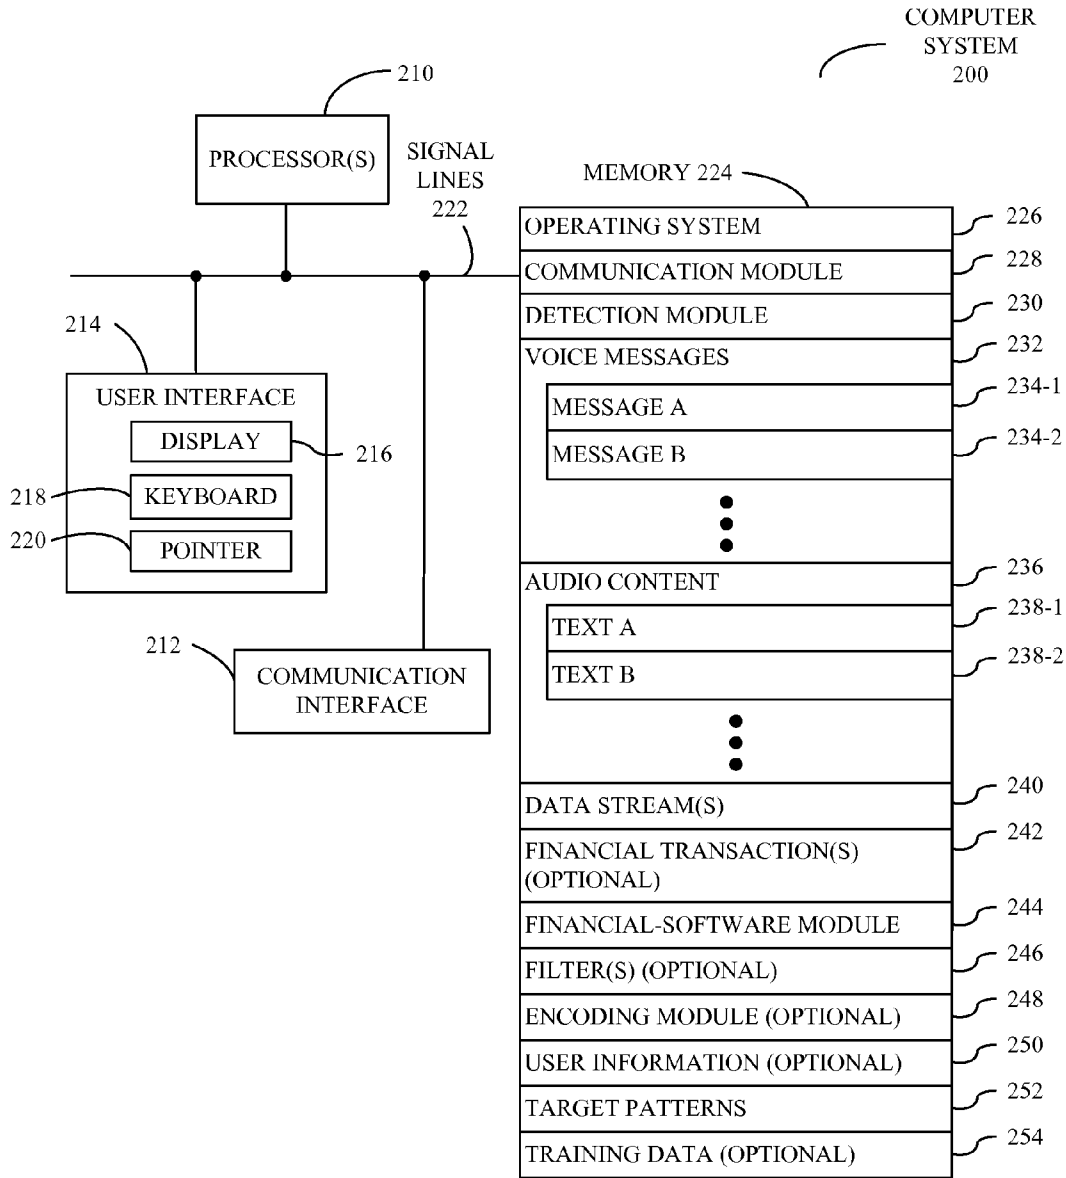 COMPUTER
SYSTEM
200
210
PROCESSOR(S)
SIGNAL
LINES
222
MEMORY 224
OPERATING SYSTEM
226
COMMUNICATION MODULE
228
DETECTION MODULE
230
VOICE MESSAGES
232
MESSAGE A
234-1
MESSAGE B
234-2
214
USER INTERFACE
DISPLAY
216
218
KEYBOARD
220
POINTER
212
COMMUNICATION
INTERFACE
AUDIO CONTENT
236
TEXT A
238-1
TEXT B
238-2
DATA STREAM(S)
240
FINANCIAL TRANSACTION(S)
(OPTIONAL)
242
FINANCIAL-SOFTWARE MODULE
244
FILTER(S) (OPTIONAL)
246
ENCODING MODULE (OPTIONAL)
248
USER INFORMATION (OPTIONAL)
250
TARGET PATTERNS
252
TRAINING DATA (OPTIONAL)
254